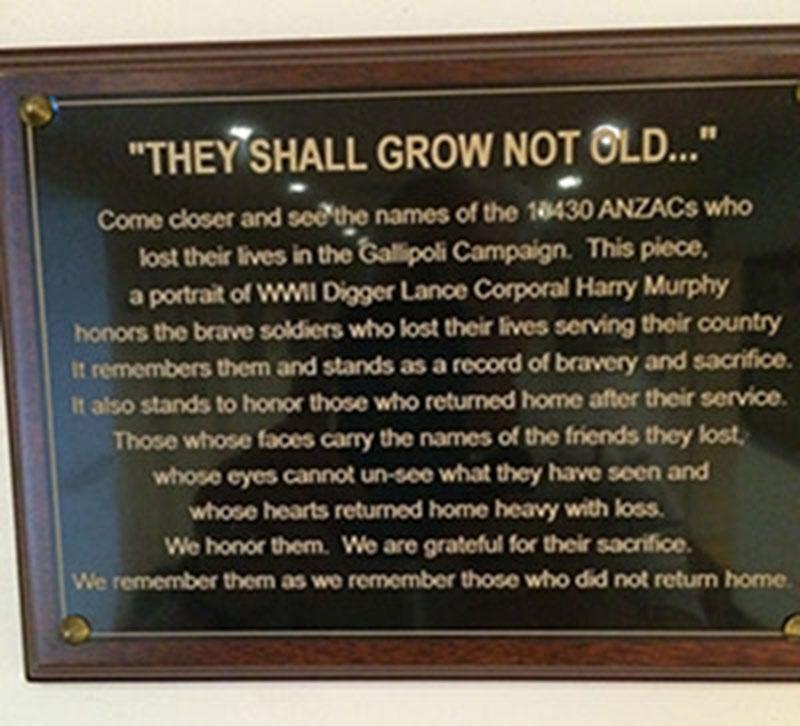 "THEY SHALL GROW NOT OLD..."
Come closer and see the names of the 10430 ANZACs who
lost their lives in the Gallipoli Campaign. This piece,
a portrait of WWII Digger Lance Corporal Harry Murphy
honors the brave soldiers who lost their lives serving their country
It remembers them and stands as a record of bravery and sacrifice.
It also stands to honor those who returned home after their service.
Those whose faces carry the names of the friends they lost,
whose eyes cannot un-see what they have seen and
whose hearts returned home heavy with loss.
We honor them. We are grateful for their sacrifice.
We remember them as we remember those who did not return home.